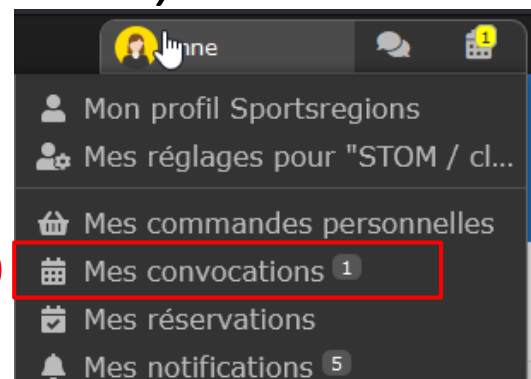 nne 1
Mon profil Sportsregions
Mes réglages pour "STOM / cl...
Mes commandes personnelles
Mes convocations 1
Mes réservations
Mes notifications 5